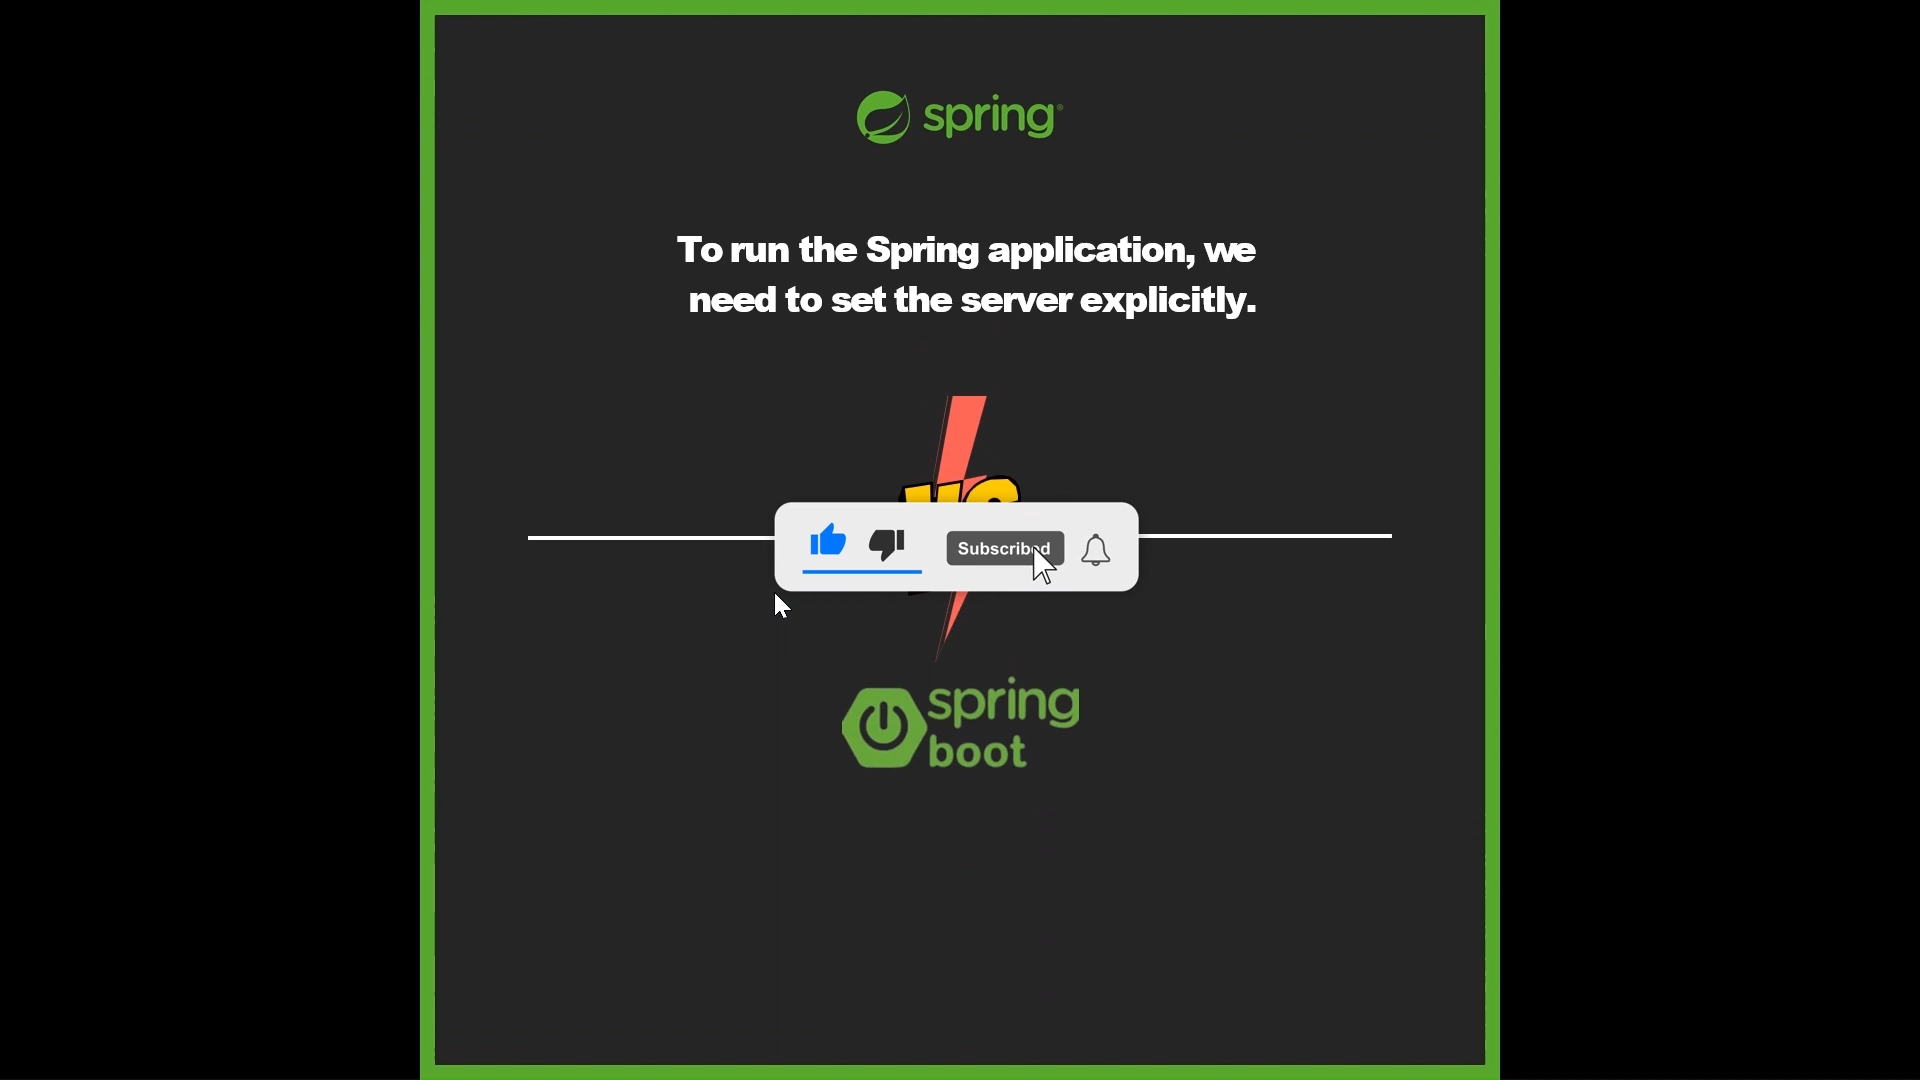 spring
To run the Spring application, we
need to set the server explicitly.
Subscribed
spring
boot